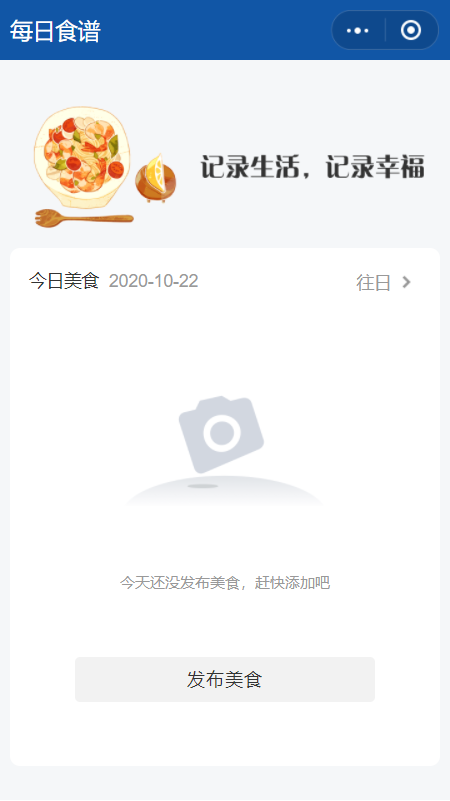 每日食谱
记录生活，记录幸福
今日美食 2020-10-22 往日
今天还没发布美食，赶快添加吧
发布美食